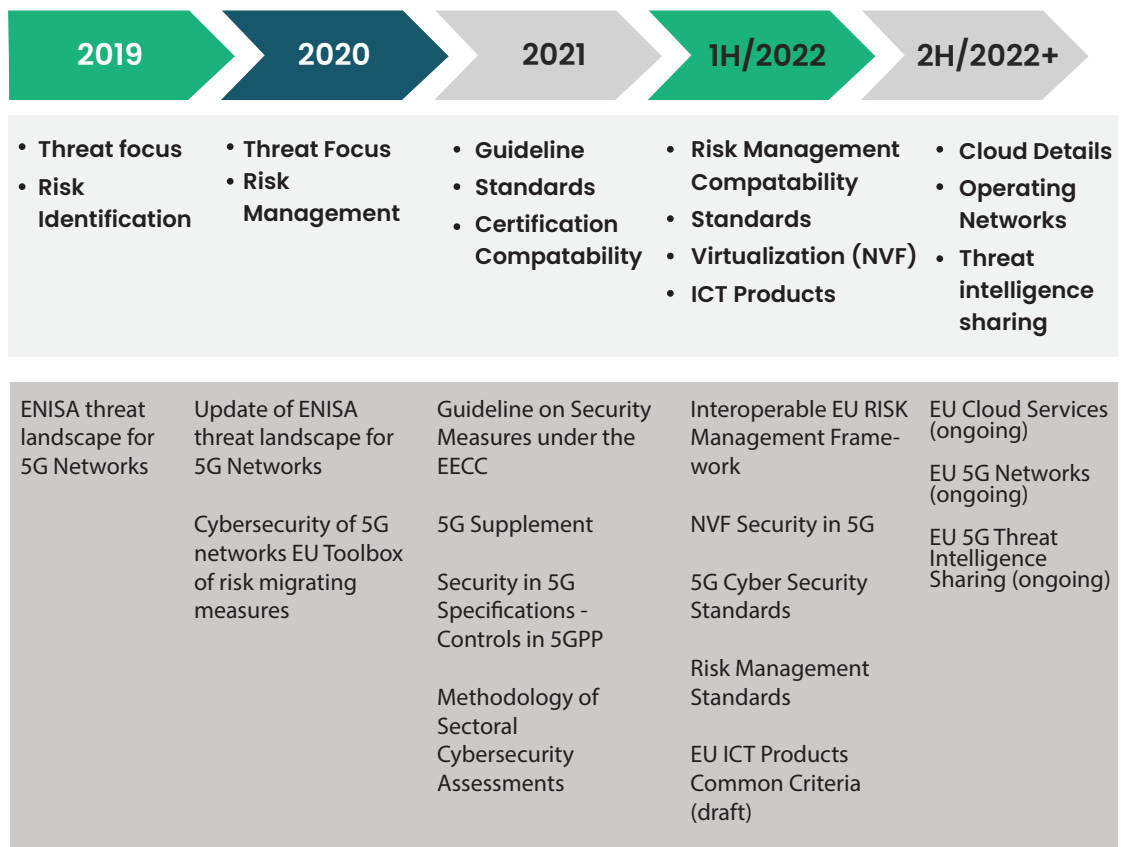 2019
2020
2021
1H/2022
2H/2022+
• Threat focus
• Risk
Identification
• Threat Focus
• Risk
Management
• Guideline
• Standards
• Certification
Compatability
• Risk Management
Compatability
• Standards
• Virtualization (NVF)
• ICT Products
• Cloud Details
• Operating
Networks
• Threat
intelligence
sharing
ENISA threat
landscape for
5G Networks
Update of ENISA
threat landscape for
5G Networks
Cybersecurity of 5G
networks EU Toolbox
of risk migrating
measures
Guideline on Security
Measures under the
EECC
5G Supplement
Security in 5G
Specifications -
Controls in 5GPP
Methodology of
Sectoral
Cybersecurity
Assessments
Interoperable EU RISK
Management Frame-
work
NVF Security in 5G
5G Cyber Security
Standards
Risk Management
Standards
EU ICT Products
Common Criteria
(draft)
EU Cloud Services
(ongoing)
EU 5G Networks
(ongoing)
EU 5G Threat
Intelligence
Sharing (ongoing)